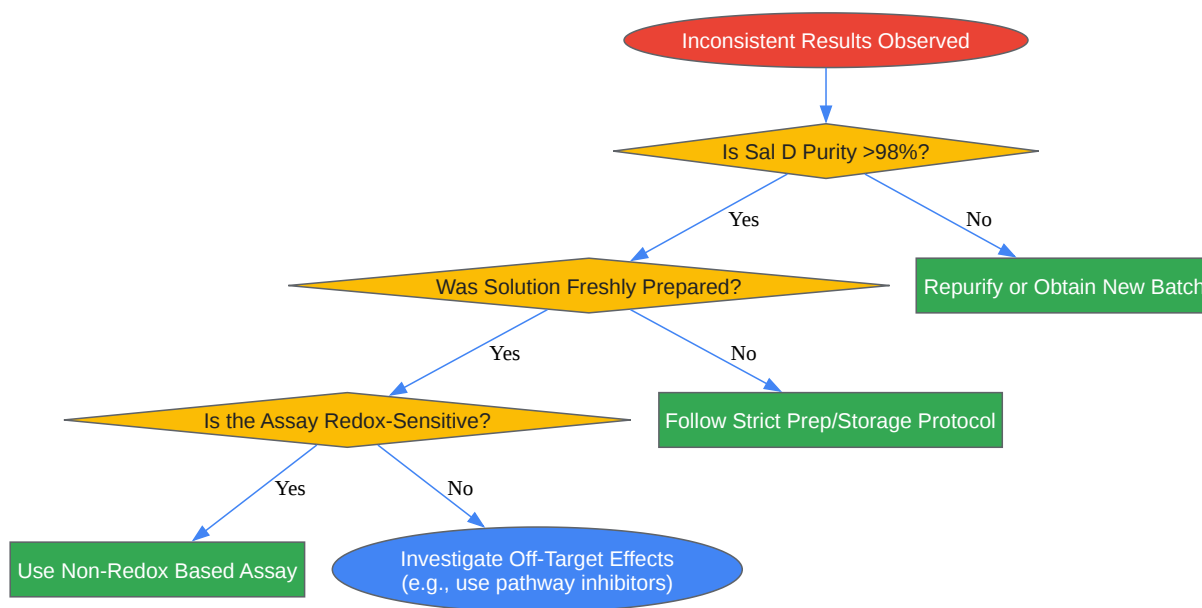 Inconsistent Results Observed
Is Sal D Purity >98%?
Yes
No
Was Solution Freshly Prepared?
Repurify or Obtain New Batch
Yes
No
Is the Assay Redox-Sensitive?
Follow Strict Prep/Storage Protocol
Yes
No
Use Non-Redox Based Assay
Investigate Off-Target Effects
(e.g., use pathway inhibitors)